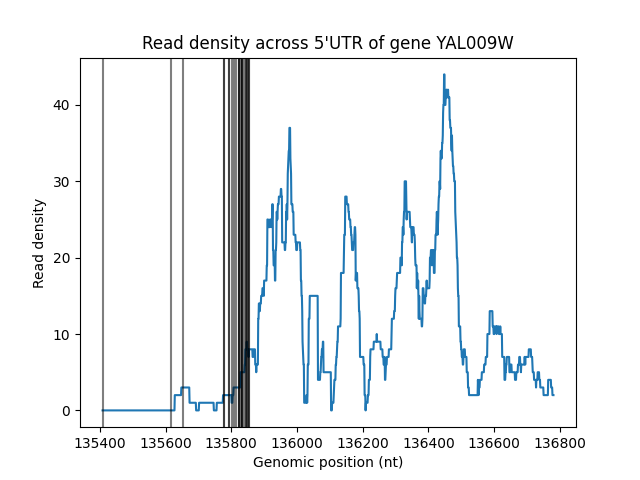 Read density across 5'UTR of gene YAL009W
Read density
40
30
20
10
0
135400 135600 135800 136000 136200 136400 136600 136800
Genomic position (nt)